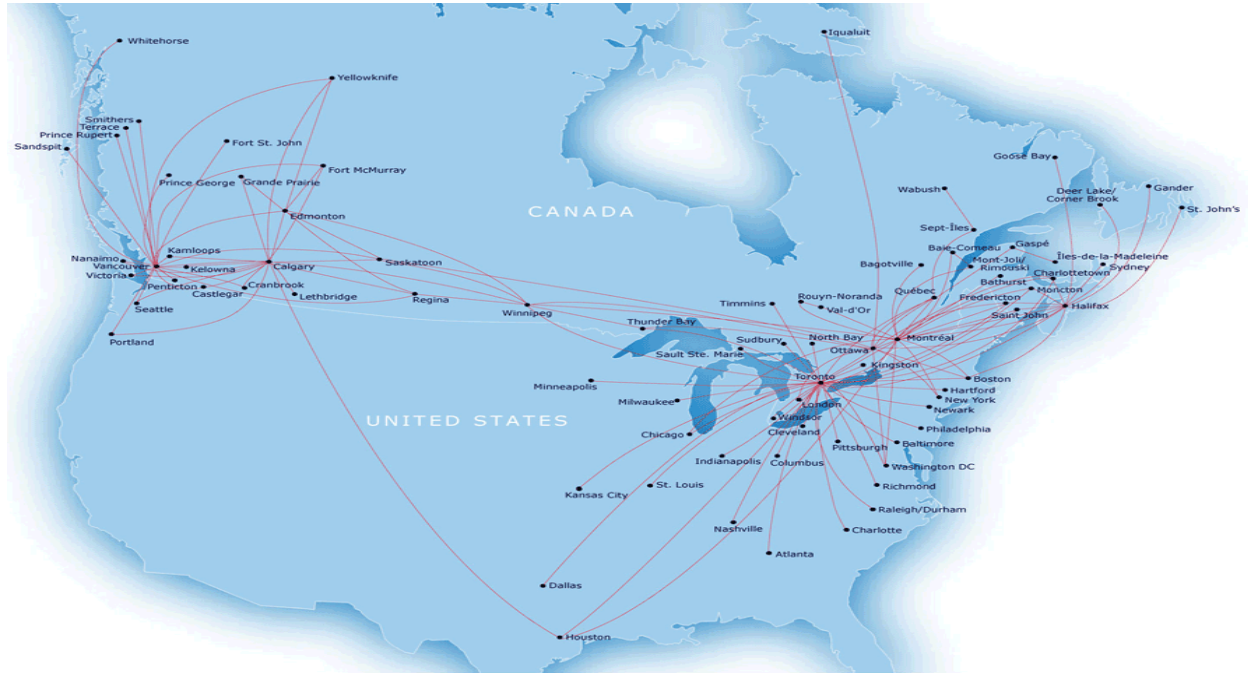 Whitehorse
Iqualuit
Yellowknife
Smithers
Terrace
Prince Rupert
Sandspit
Fort St. John
Goose Bay
Fort McMurray
Prince George
Grande Prairie
Wabush
Deer Lake/
Corner Brook
Gander
St. John's
Edmonton
CANADA
Sept-Îles
Baie-Comeau
Gaspé
Kamloops
Nanaimo
Vancouver
Kelowna
Calgary
Saskatoon
Bagotville
Mont-Joli/
Rimouski
Îles-de-la-Madeleine
Sydney
Charlottetown
Victoria
Penticton
Castlegar
Cranbrook
Lethbridge
Regina
Québec
Bathurst
Moncton
Fredericton
Halifax
Saint John
Seattle
Winnipeg
Timmins
Rouyn-Noranda
Val-d'Or
Portland
Thunder Bay
Sudbury
North Bay
Montréal
Sault Ste. Marie
Ottawa
Kingston
Toronto
Boston
Minneapolis
Hartford
New York
Milwaukee
London
Newark
UNITED STATES
Windsor
Cleveland
Philadelphia
Chicago
Pittsburgh
Baltimore
Indianapolis
Columbus
Washington DC
Kansas City
St. Louis
Richmond
Raleigh/Durham
Nashville
Charlotte
Atlanta
Dallas
Houston